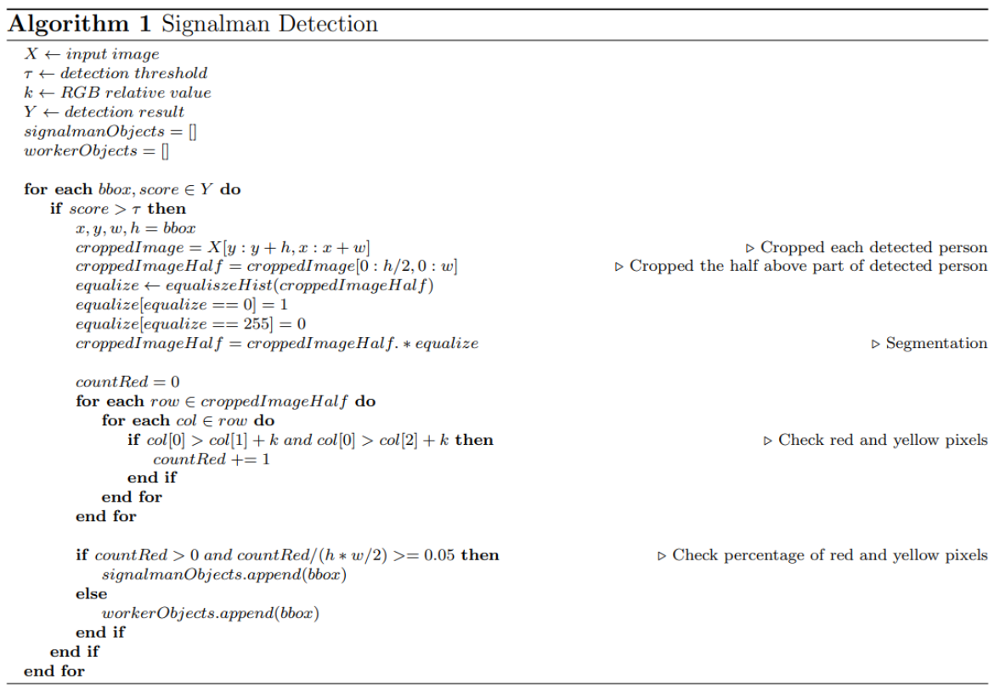 Algorithm 1 Signalman Detection
X ← input image
τ ← detection threshold
k ← RGB relative value
Y ← detection result
signalmanObjects = []
workerObjects = []
for each bbox, score ∈ Y do
if score > τ then
x, y, w, h = bbox
croppedImage = X[y : y + h, x : x + w] ▷ Cropped each detected person
croppedImageHalf = croppedImage[0 : h/2, 0 : w] ▷ Cropped the half above part of detected person
equalize ← equaliszeHist(croppedImageHalf)
equalize[equalize == 0] = 1
equalize[equalize == 255] = 0
croppedImageHalf = croppedImageHalf. ∗ equalize ▷ Segmentation
countRed = 0
for each row ∈ croppedImageHalf do
for each col ∈ row do
if col[0] > col[1] + k and col[0] > col[2] + k then ▷ Check red and yellow pixels
countRed += 1
end if
end for
end for
if countRed > 0 and countRed/(h ∗ w/2) >= 0.05 then ▷ Check percentage of red and yellow pixels
signalmanObjects.append(bbox)
else
workerObjects.append(bbox)
end if
end if
end for